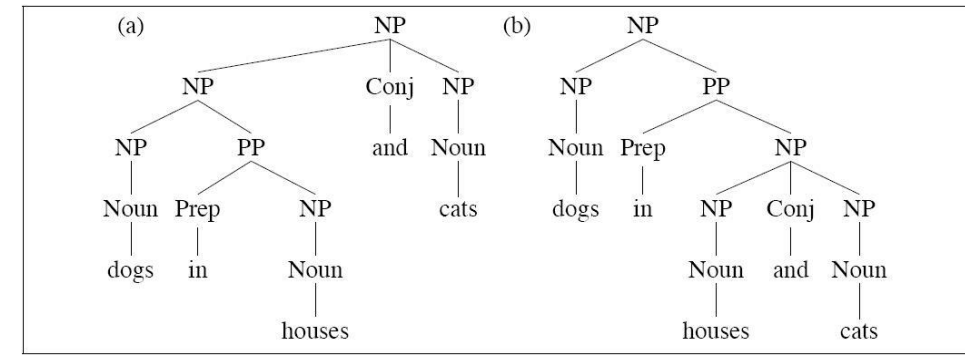 (a) NP (b) NP
NP Conj NP NP PP
NP PP and Noun Noun Prep NP
Noun Prep NP cats dogs in NP Conj NP
dogs in Noun Noun and Noun
houses houses cats